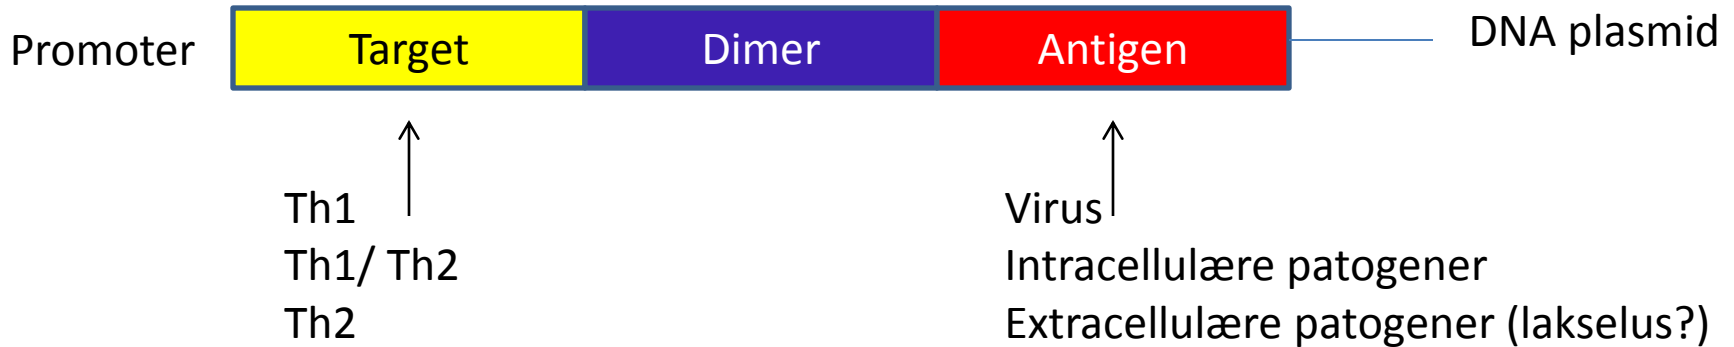 Promoter Target Dimer Antigen DNA plasmid
Th1
Th1/ Th2
Th2
Virus
Intracellulære patogener
Extracellulære patogener (lakselus?)